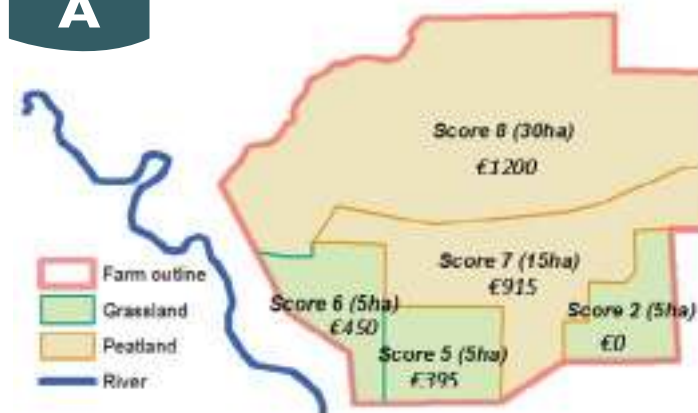 A
Score 8 (30ha)
€1200
Score 7 (15ha)
€915
Score 6 (5ha)
€450
Score 2 (5ha)
€0
Score 5 (5ha)
€395
Farm outline
Grassland
Peatland
River